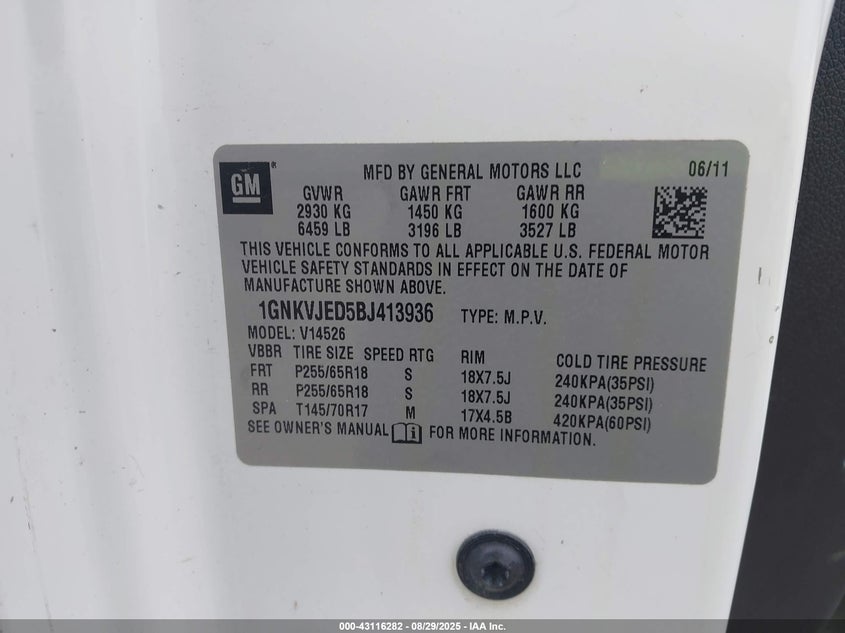 GM ® MFD BY GENERAL MOTORS LLC 06/11
GVWR GAWR FRT GAWR RR
2930 KG 1450 KG 1600 KG
6459 LB 3196 LB 3527 LB
THIS VEHICLE CONFORMS TO ALL APPLICABLE U.S. FEDERAL MOTOR
VEHICLE SAFETY STANDARDS IN EFFECT ON THE DATE OF
MANUFACTURE SHOWN ABOVE.
1GNKVJED5BJ413936 TYPE: M.P.V.
MODEL: V14526
VBBR TIRE SIZE SPEED RTG RIM COLD TIRE PRESSURE
FRT P255/65R18 S 18X7.5J 240KPA(35PSI)
RR P255/65R18 S 18X7.5J 240KPA(35PSI)
SPA T145/70R17 M 17X4.5B 420KPA(60PSI)
SEE OWNER'S MANUAL FOR MORE INFORMATION.
000-43116282 - 08/29/2025 - IAA Inc.